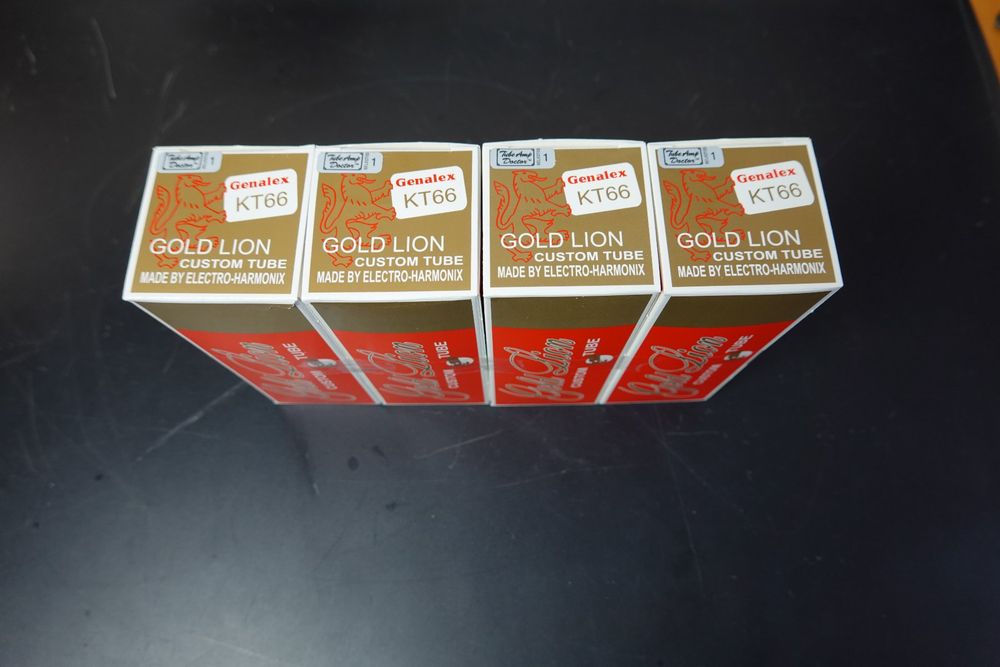 Tube Amp
Doctor
1
Genalex
KT66
GOLD LION
CUSTOM TUBE
MADE BY ELECTRO-HARMONIX
Gold Lion
CUSTOM TUBE
Tube Amp
Doctor
1
Genalex
KT66
GOLD LION
CUSTOM TUBE
MADE BY ELECTRO-HARMONIX
Gold Lion
CUSTOM TUBE
Tube Amp
Doctor
1
Genalex
KT66
GOLD LION
CUSTOM TUBE
MADE BY ELECTRO-HARMONIX
Gold Lion
CUSTOM TUBE
Tube Amp
Doctor
1
Genalex
KT66
GOLD LION
CUSTOM TUBE
MADE BY ELECTRO-HARMONIX
Gold Lion
CUSTOM TUBE